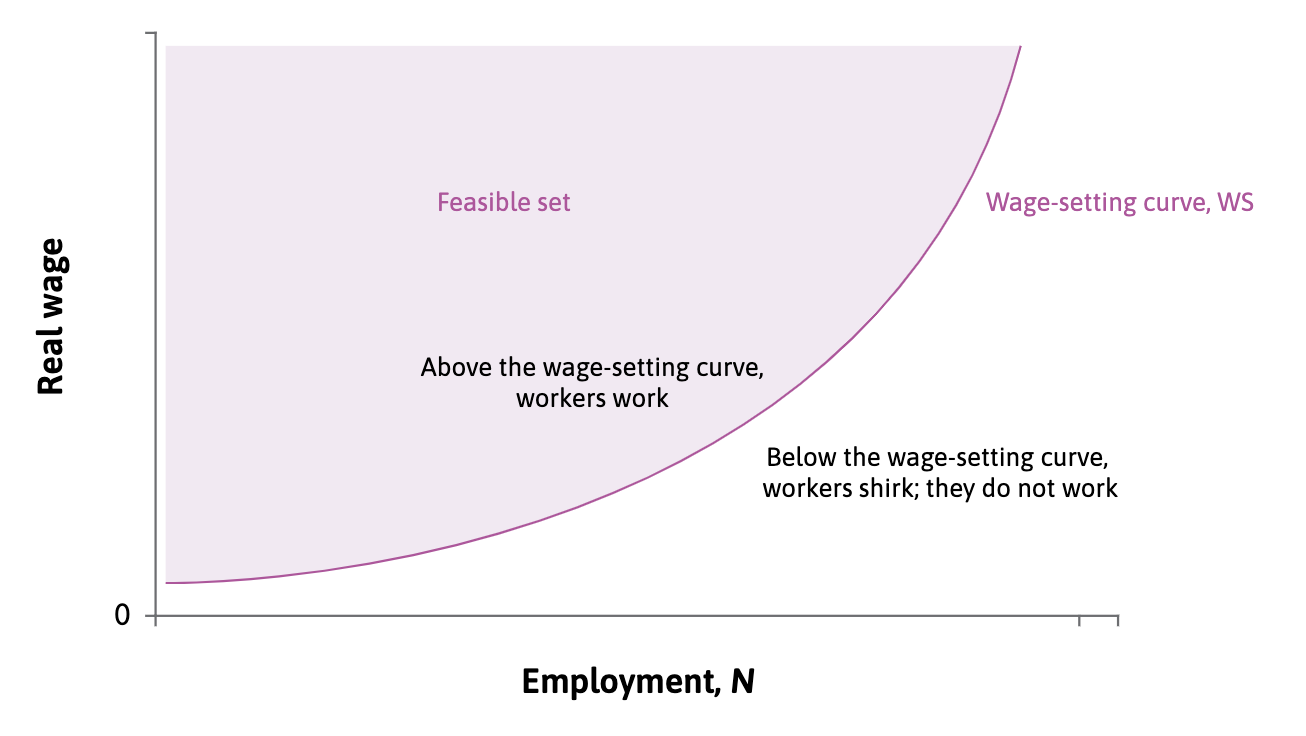 Feasible set
Wage-setting curve, WS
Real wage
Above the wage-setting curve,
workers work
Below the wage-setting curve,
workers shirk; they do not work
0
Employment, N